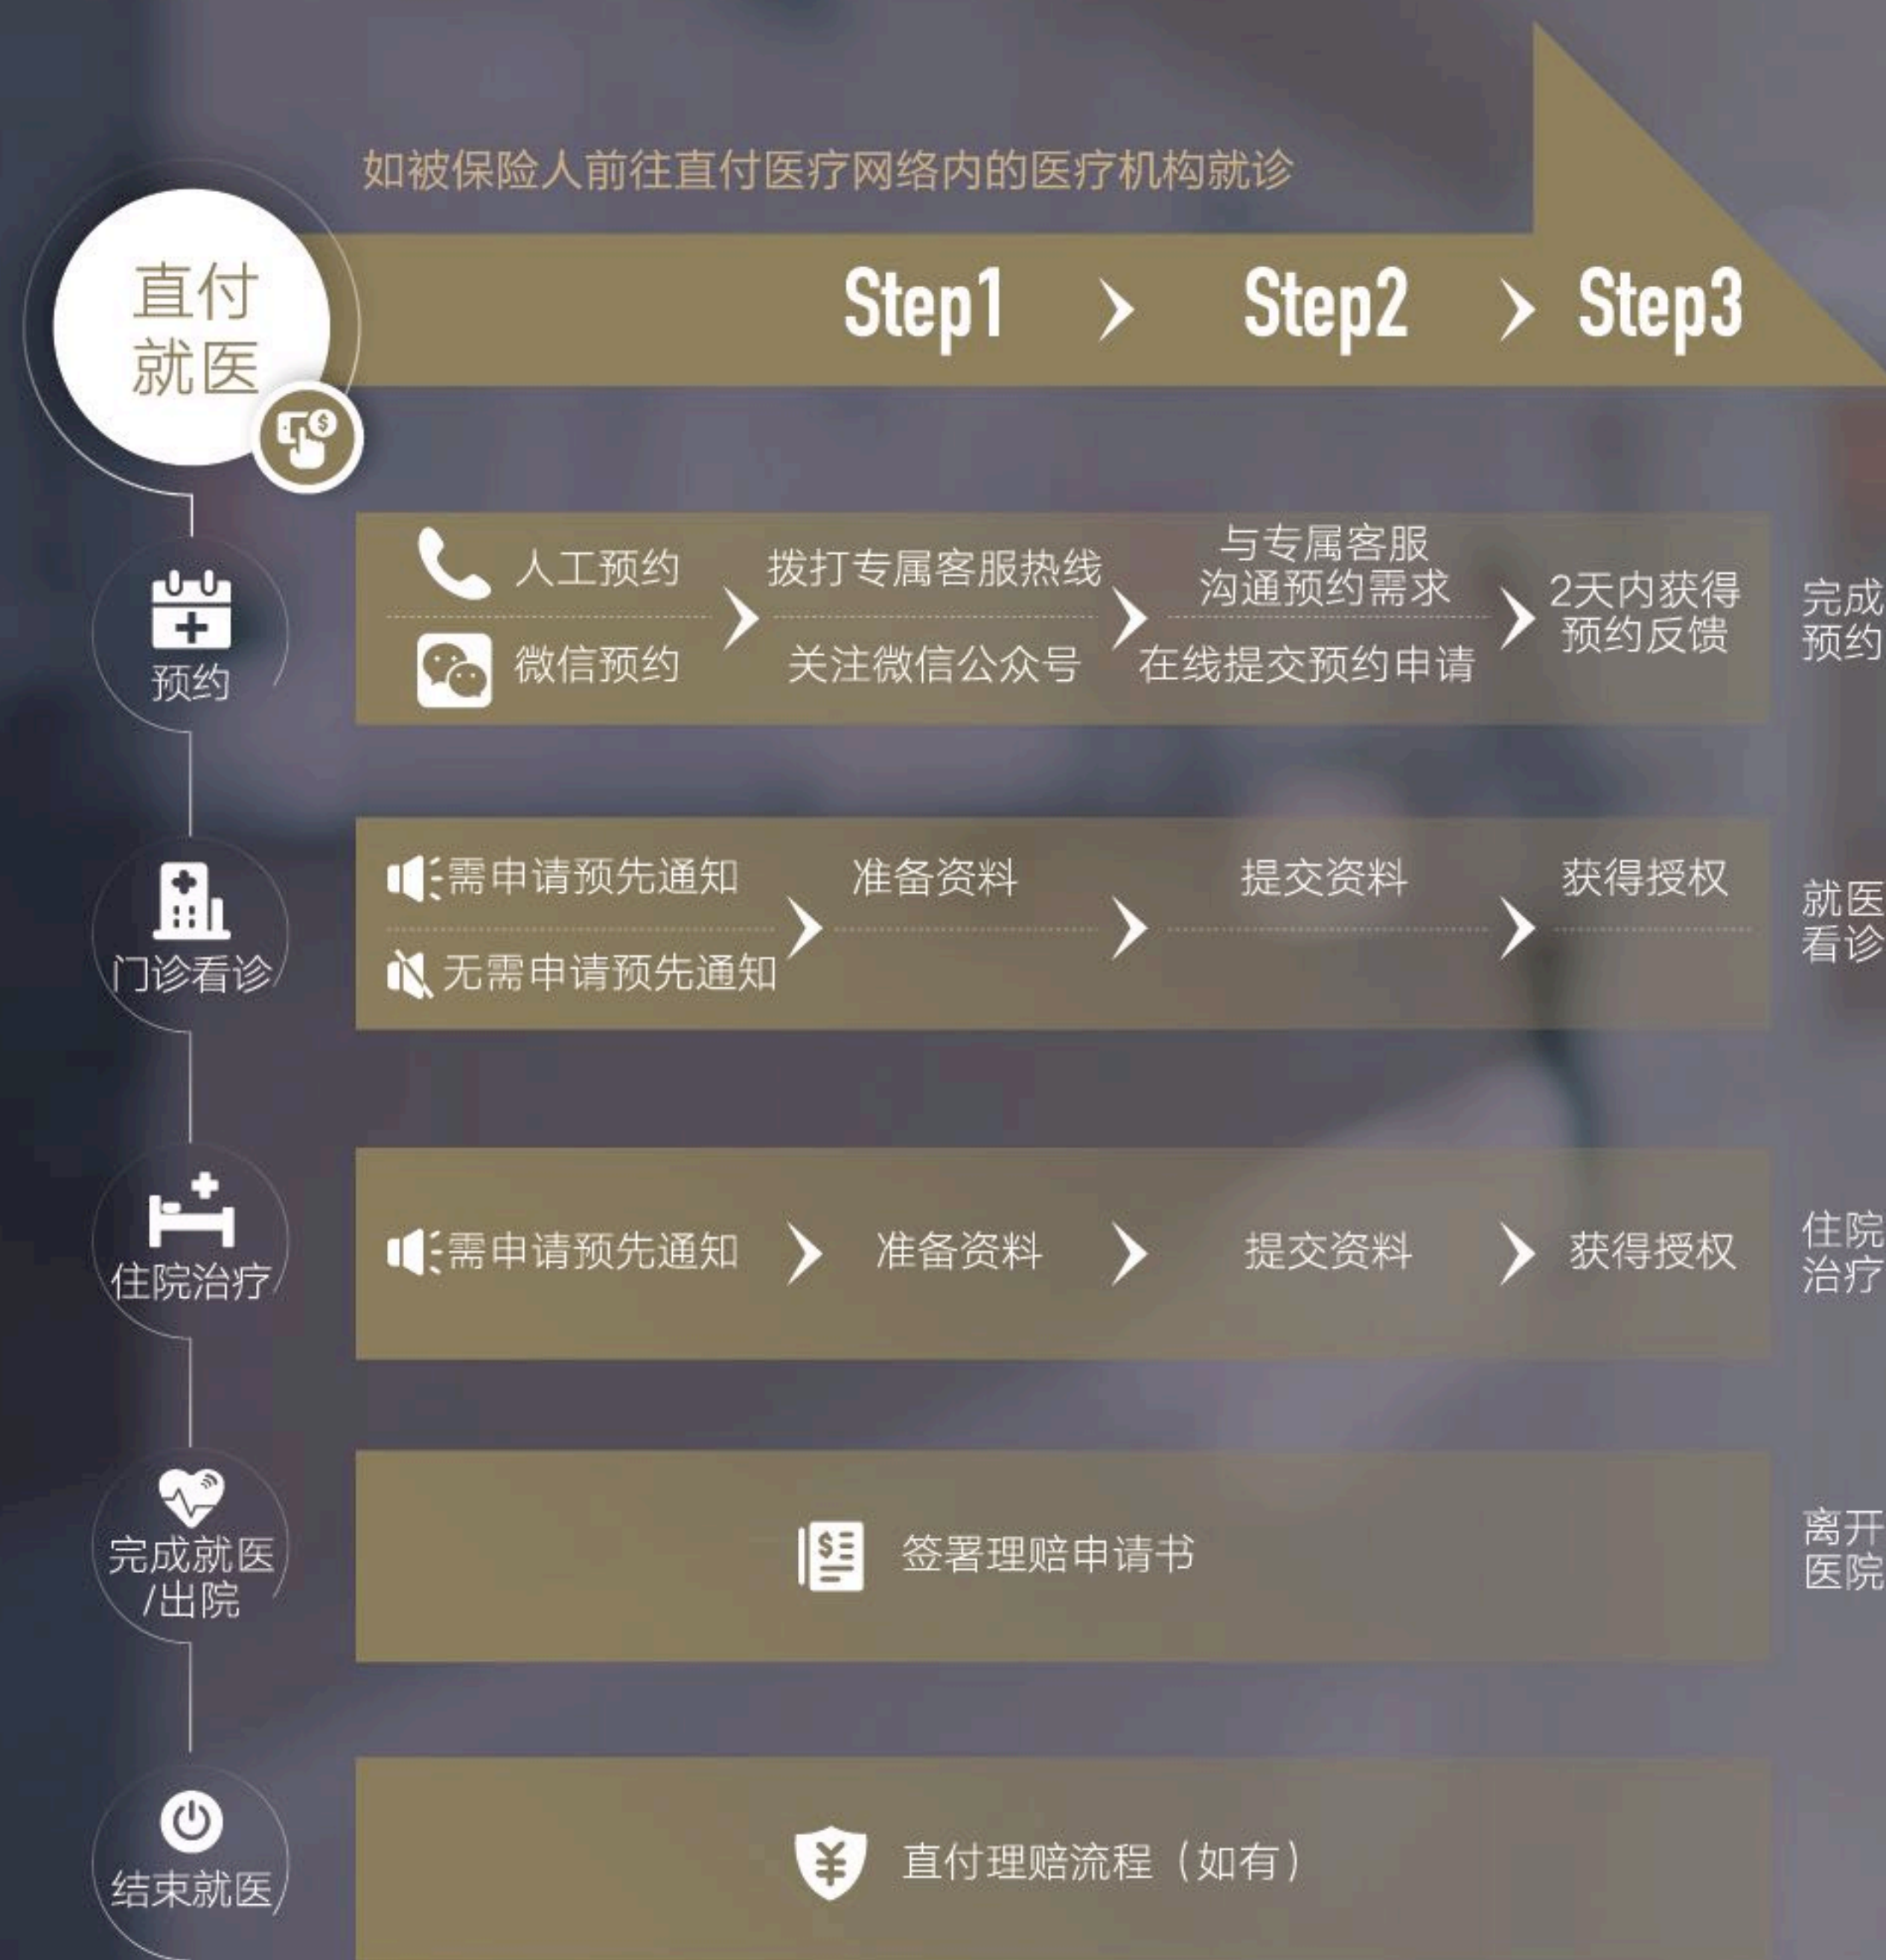 如被保险人前往直付医疗网络内的医疗机构就诊
直付
就医
Step1
Step2
Step3
预约
人工预约
拨打专属客服热线
与专属客服
沟通预约需求
微信预约
关注微信公众号
在线提交预约申请
2天内获得
预约反馈
完成
预约
门诊看诊
需申请预先通知
准备资料
提交资料
获得授权
无需申请预先通知
就医
看诊
住院治疗
需申请预先通知
准备资料
提交资料
获得授权
住院
治疗
完成就医
/出院
签署理赔申请书
离开
医院
结束就医
直付理赔流程（如有）